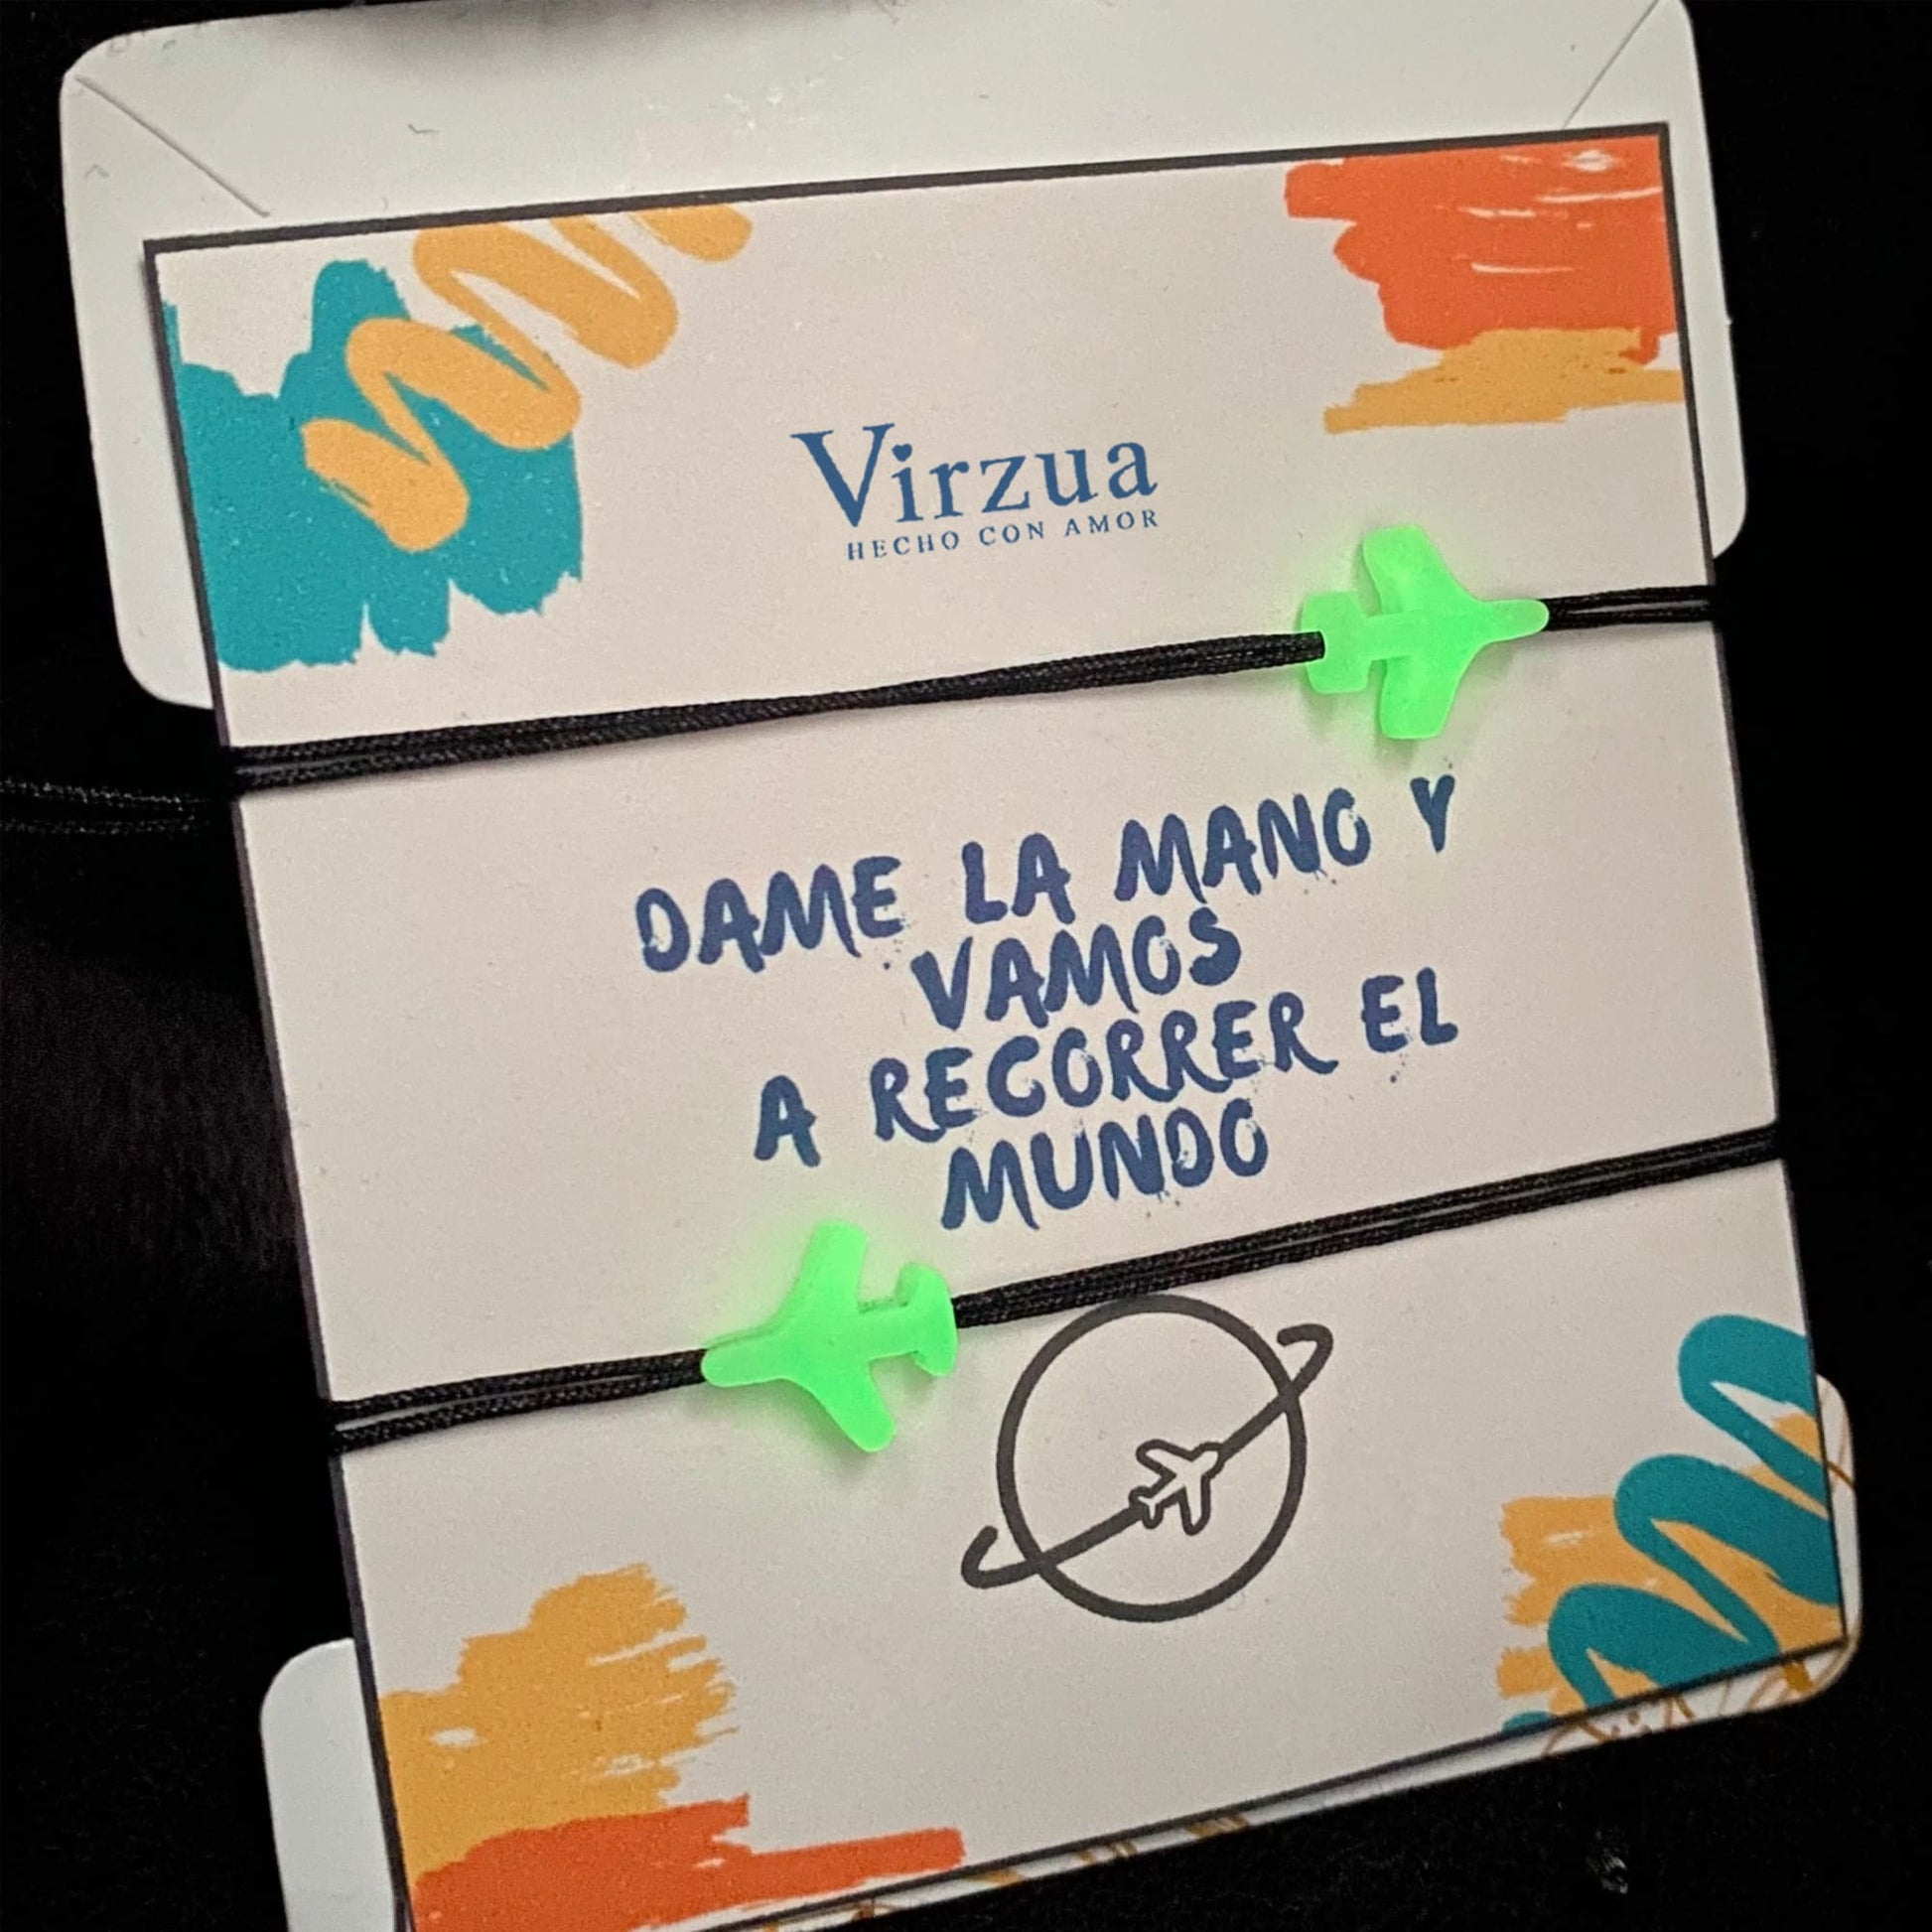 Virzua
HECHO CON AMOR
DAME LA MANO Y
VAMOS
A RECORRER EL
MUNDO